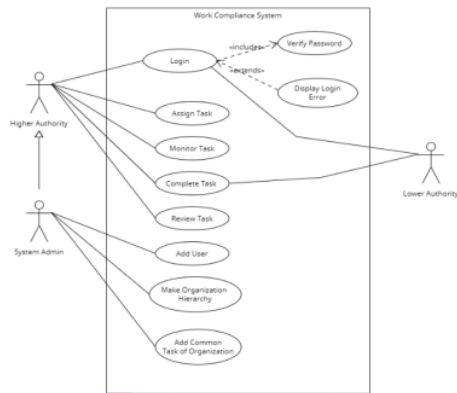 Work Compliance System
«includes»
Verify Password
Login
«extends»
Display Login
Error
Higher Authority
Assign Task
Monitor Task
Complete Task
Lower Authority
Review Task
System Admin
Add User
Make Organization
Hierarchy
Add Common
Task of Organization